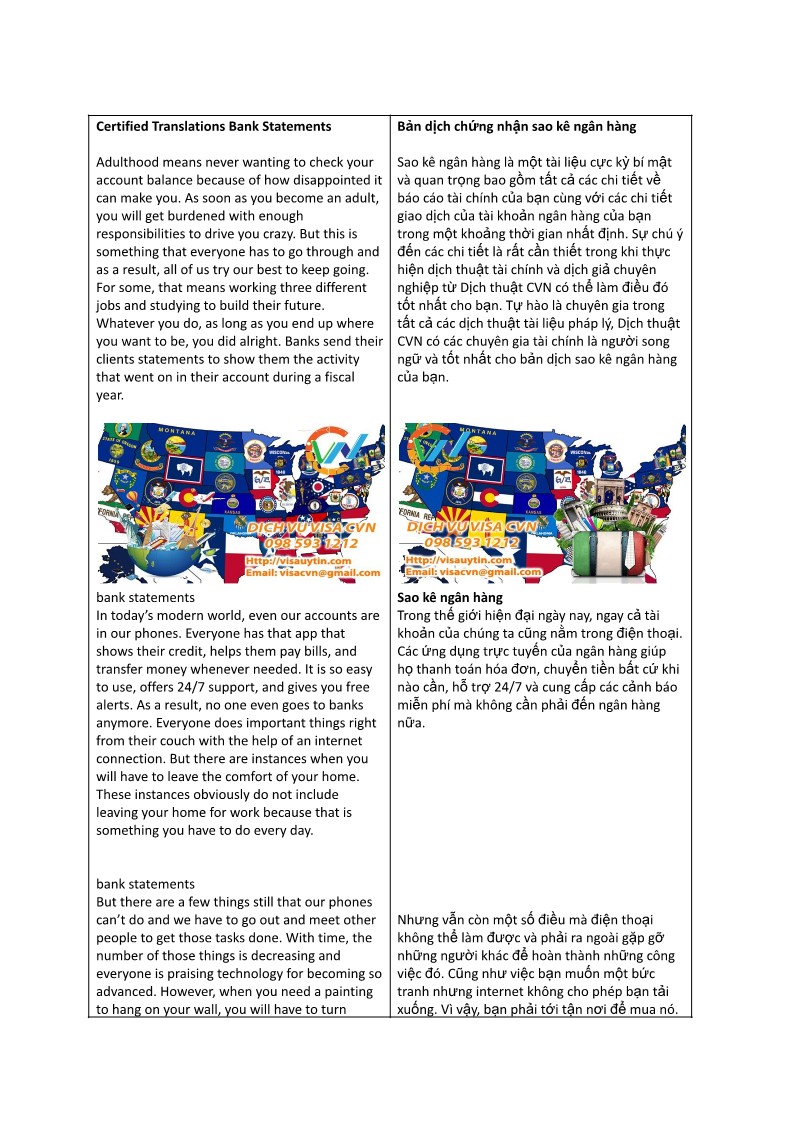 Certified Translations Bank Statements
Adulthood means never wanting to check your
account balance because of how disappointed it
can make you. As soon as you become an adult,
you will get burdened with enough
responsibilities to drive you crazy. But this is
something that everyone has to go through and
as a result, all of us try our best to keep going.
For some, that means working three different
jobs and studying to build their future.
Whatever you do, as long as you end up where
you want to be, you did alright. Banks send their
clients statements to show them the activity
that went on in their account during a fiscal
year.
MONTANA
WISCONSIN
KANSAS
CVN
DỊCH VỤ VISA CVN
098 593 1212
Http://visauytin.com
Email: visacvn@gmail.com
bank statements
In today’s modern world, even our accounts are
in our phones. Everyone has that app that
shows their credit, helps them pay bills, and
transfer money whenever needed. It is so easy
to use, offers 24/7 support, and gives you free
alerts. As a result, no one even goes to banks
anymore. Everyone does important things right
from their couch with the help of an internet
connection. But there are instances when you
will have to leave the comfort of your home.
These instances obviously do not include
leaving your home for work because that is
something you have to do every day.
bank statements
But there are a few things still that our phones
can’t do and we have to go out and meet other
people to get those tasks done. With time, the
number of those things is decreasing and
everyone is praising technology for becoming so
advanced. However, when you need a painting
to hang on your wall, you will have to turn
Bản dịch chứng nhận sao kê ngân hàng
Sao kê ngân hàng là một tài liệu cực kỳ bí mật
và quan trọng bao gồm tất cả các chi tiết về
báo cáo tài chính của bạn cùng với các chi tiết
giao dịch của tài khoản ngân hàng của bạn
trong một khoảng thời gian nhất định. Sự chú ý
đến các chi tiết là rất cần thiết trong khi thực
hiện dịch thuật tài chính và dịch giả chuyên
nghiệp từ Dịch thuật CVN có thể làm điều đó
tốt nhất cho bạn. Tự hào là chuyên gia trong
tất cả các dịch thuật tài liệu pháp lý, Dịch thuật
CVN có các chuyên gia tài chính là người song
ngữ và tốt nhất cho bản dịch sao kê ngân hàng
của bạn.
MONTANA
WISCONSIN
KANSAS
CVN
DỊCH VỤ VISA CVN
098 593 1212
Http://visauytin.com
Email: visacvn@gmail.com
Sao kê ngân hàng
Trong thế giới hiện đại ngày nay, ngay cả tài
khoản của chúng ta cũng nằm trong điện thoại.
Các ứng dụng trực tuyến của ngân hàng giúp
họ thanh toán hóa đơn, chuyển tiền bất cứ khi
nào cần, hỗ trợ 24/7 và cung cấp các cảnh báo
miễn phí mà không cần phải đến ngân hàng
nữa.
Nhưng vẫn còn một số điều mà điện thoại
không thể làm được và phải ra ngoài gặp gỡ
những người khác để hoàn thành những công
việc đó. Cũng như việc bạn muốn một bức
tranh nhưng internet không cho phép bạn tải
xuống. Vì vậy, bạn phải tới tận nơi để mua nó.